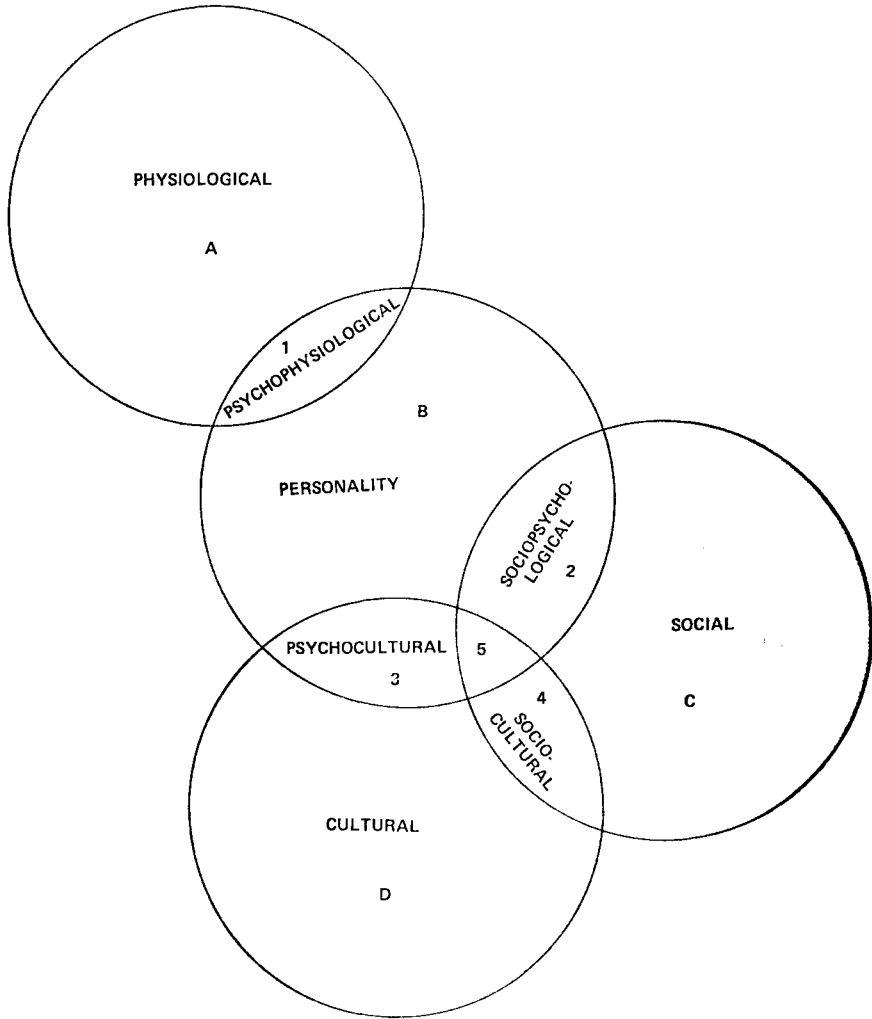 PHYSIOLOGICAL
A
1
PSYCHOPHYSIOLOGICAL
B
PERSONALITY
SOCIOPSYCHO-
LOGICAL
2
SOCIAL
C
PSYCHOCULTURAL
3
5
4
SOCIO-
CULTURAL
CULTURAL
D